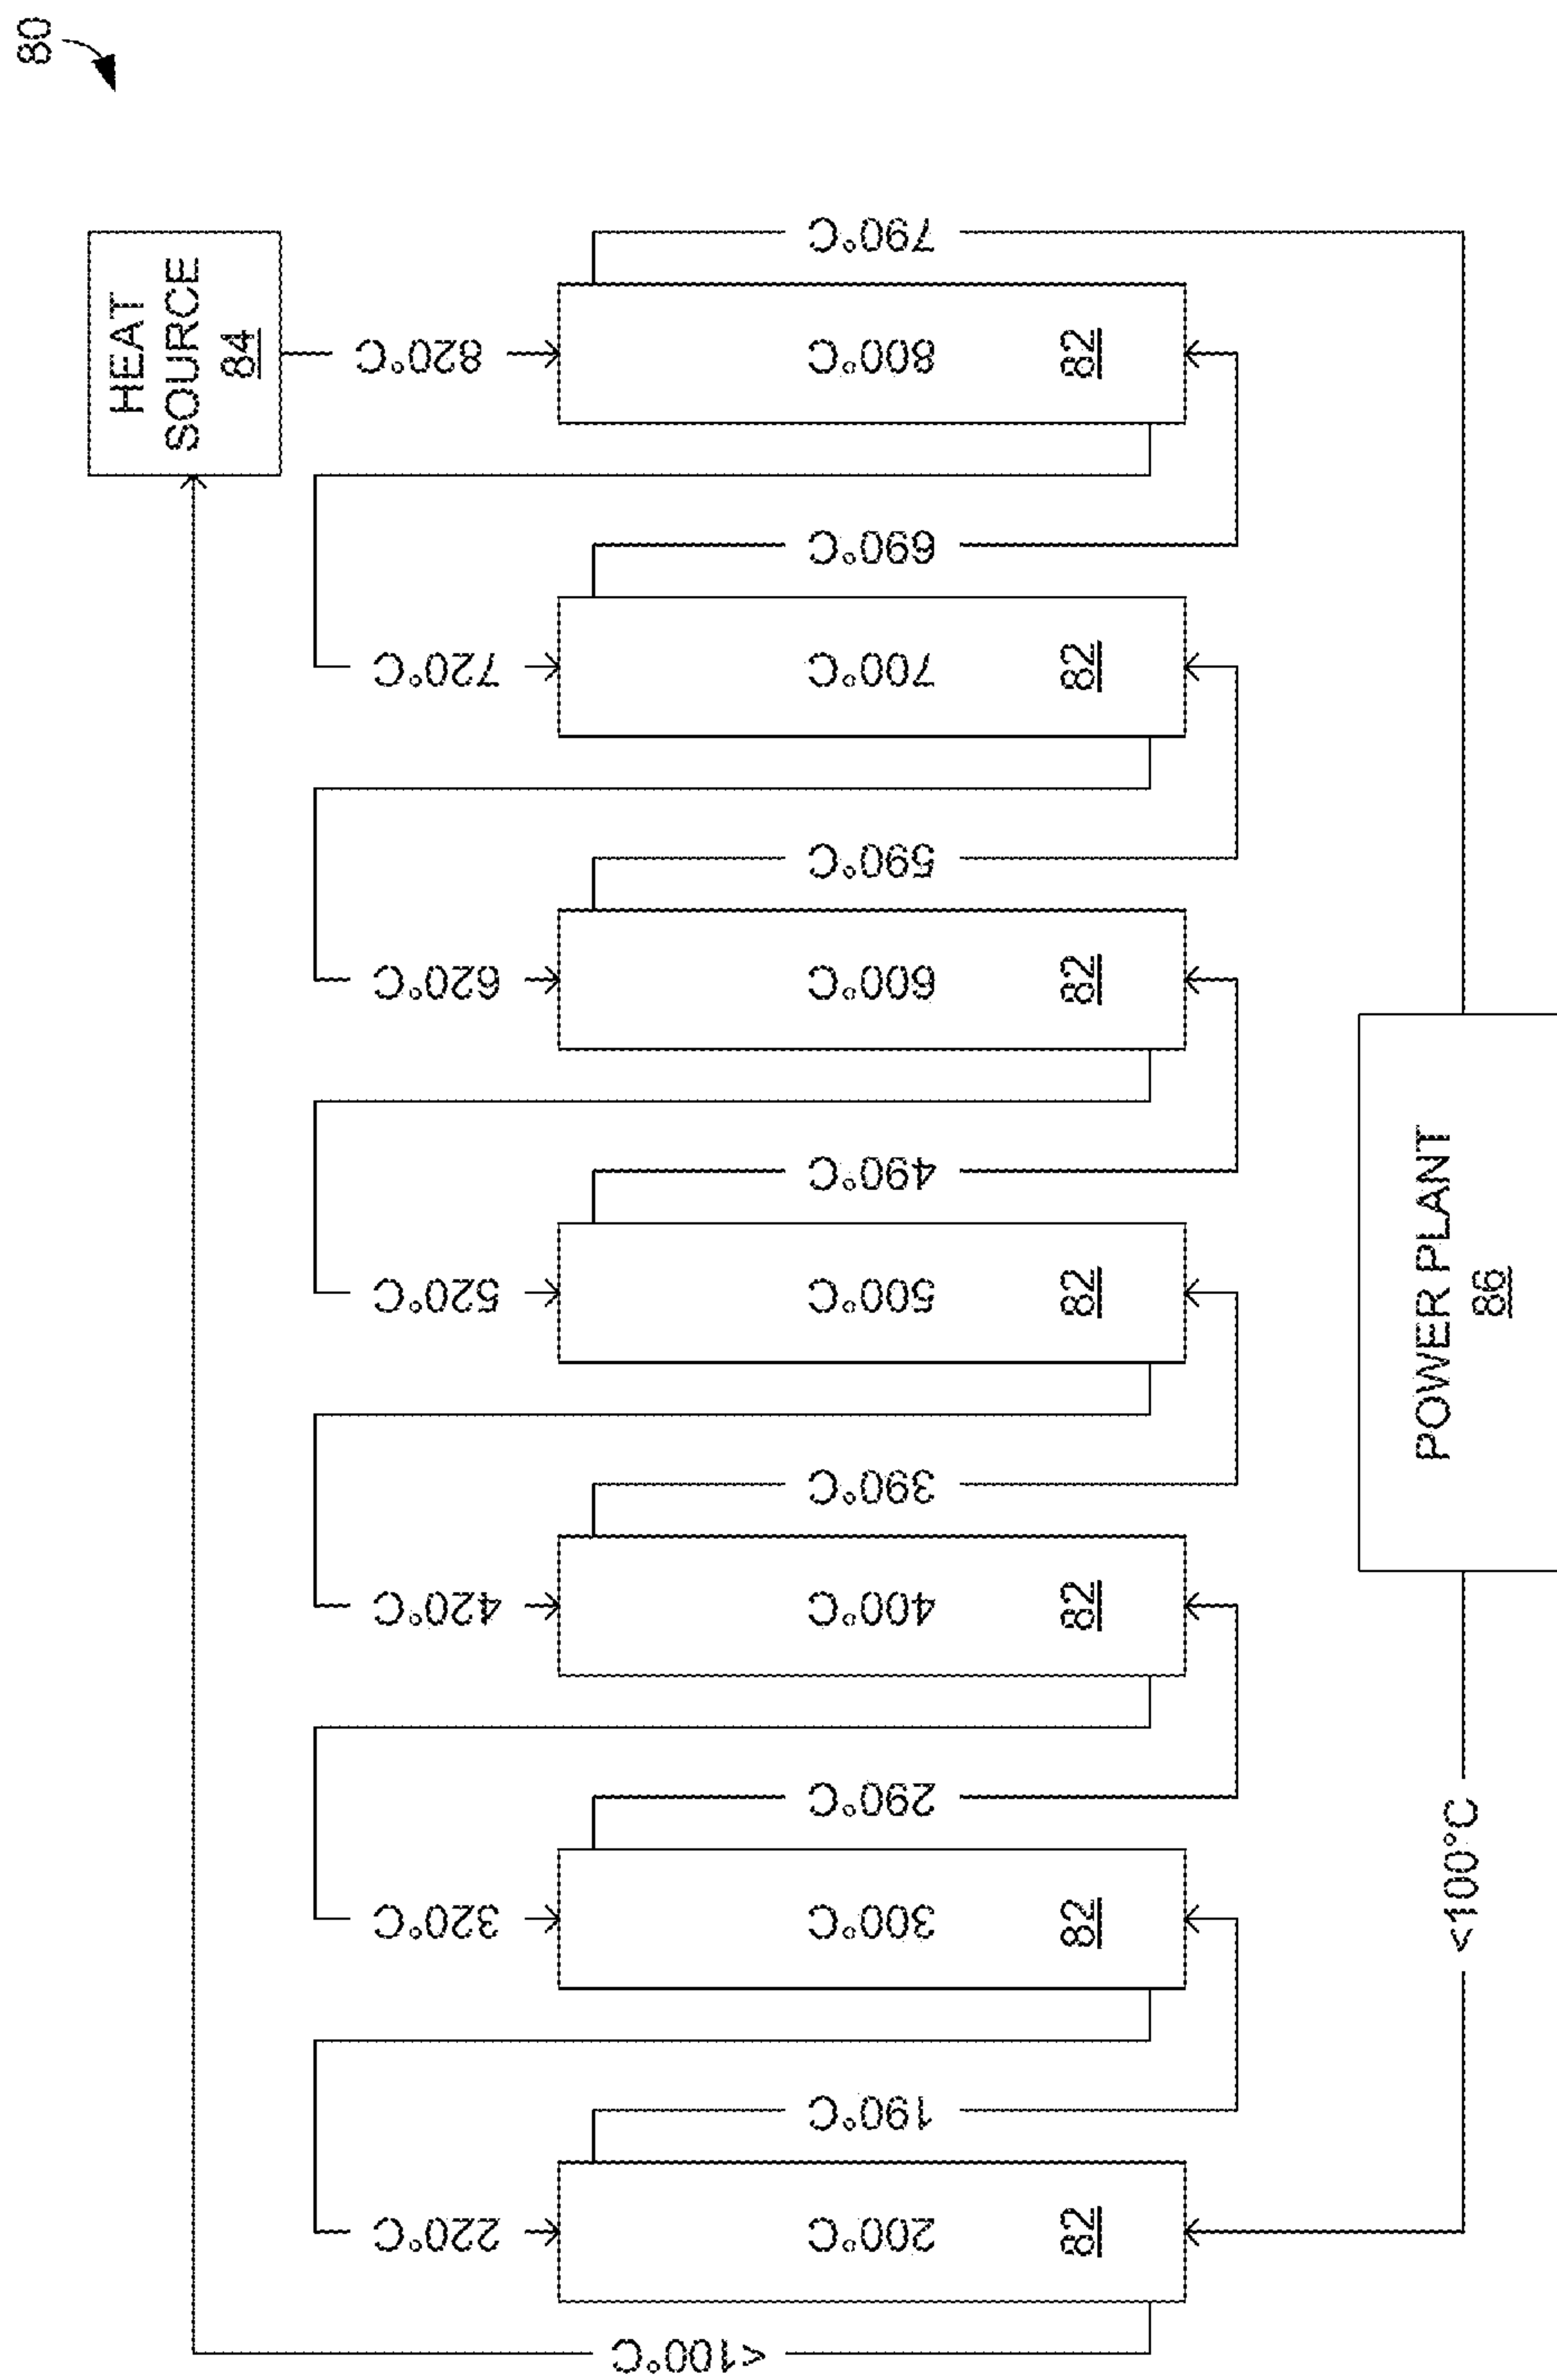 80
HEAT
SOURCE
84
820°C
720°C
620°C
520°C
420°C
320°C
220°C
<100°C
790°C
800°C
82
690°C
700°C
82
590°C
600°C
82
490°C
500°C
82
390°C
400°C
82
290°C
300°C
82
190°C
200°C
82
POWER PLANT
86
<100°C